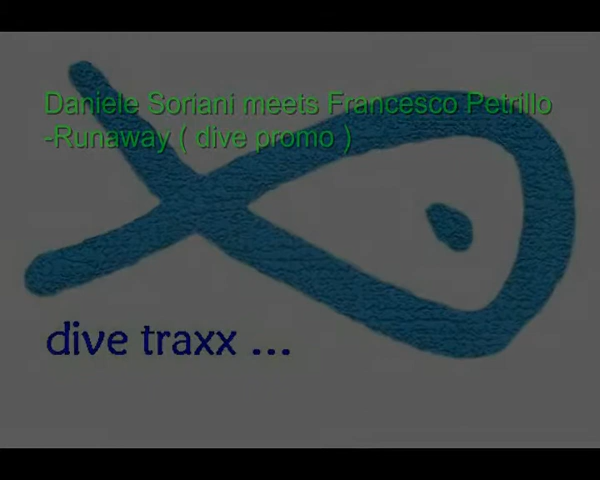 Daniele Soriani meets Francesco Petrillo
-Runaway ( dive promo )
dive traxx ...